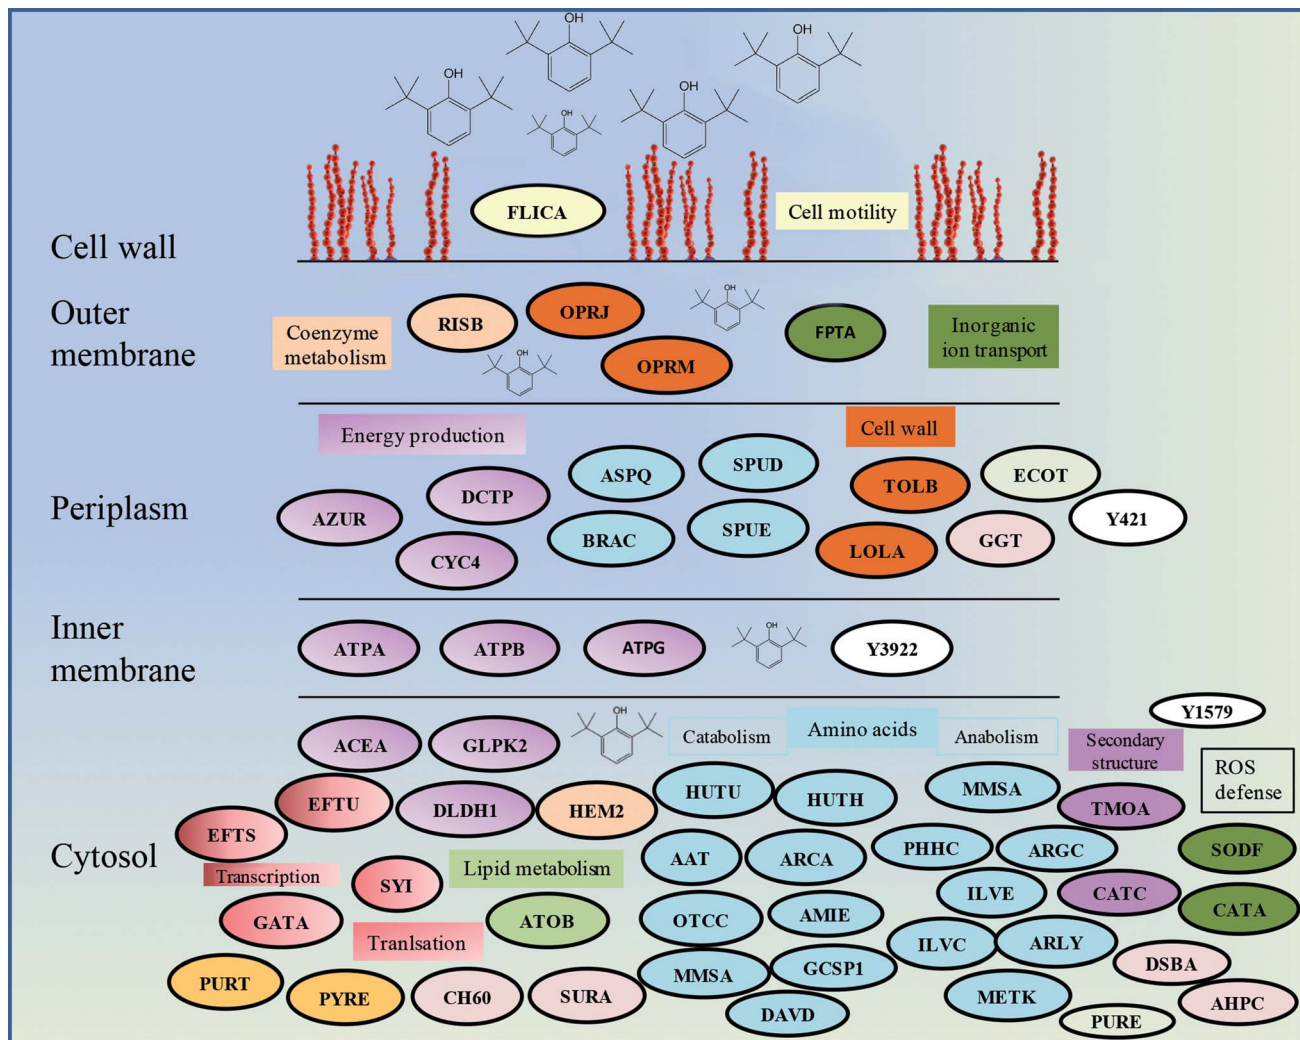 OH
OH
OH
OH
OH
FLICA
Cell motility
Cell wall
Outer
membrane
Coenzyme
metabolism
RISB
OPRJ
OH
OPRM
OH
FPTA
Inorganic
ion transport
Energy production
Cell wall
Periplasm
AZUR
DCTP
CYC4
ASPQ
BRAC
SPUD
SPUE
TOLB
LOLA
ECOT
GGT
Y421
Inner
membrane
ATPA
ATPB
ATPG
OH
Y3922
Y1579
ACEA
GLPK2
OH
Catabolism
Amino acids
Anabolism
Secondary
structure
ROS
defense
EFTU
DLDH1
HEM2
HUTU
HUTH
MMSA
TMOA
EFTS
Cytosol
Transcription
SYI
Lipid metabolism
AAT
ARCA
PHHC
ARGC
SODF
ILVE
CATC
CATA
GATA
Tranlsation
ATOB
OTCC
AMIE
ILVC
ARLY
DSBA
PURT
PYRE
CH60
SURA
MMSA
GCSP1
DAVD
METK
PURE
AHPC